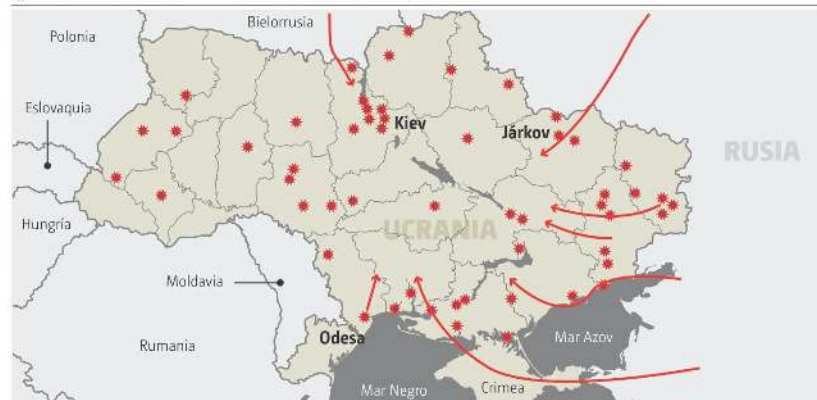 Bielorrusia
Polonia
Eslovaquia
Kiev
Járkov
RUSIA
Hungría
UCRANIA
Moldavia
Odesa
Mar Azov
Rumania
Mar Negro
Crimea